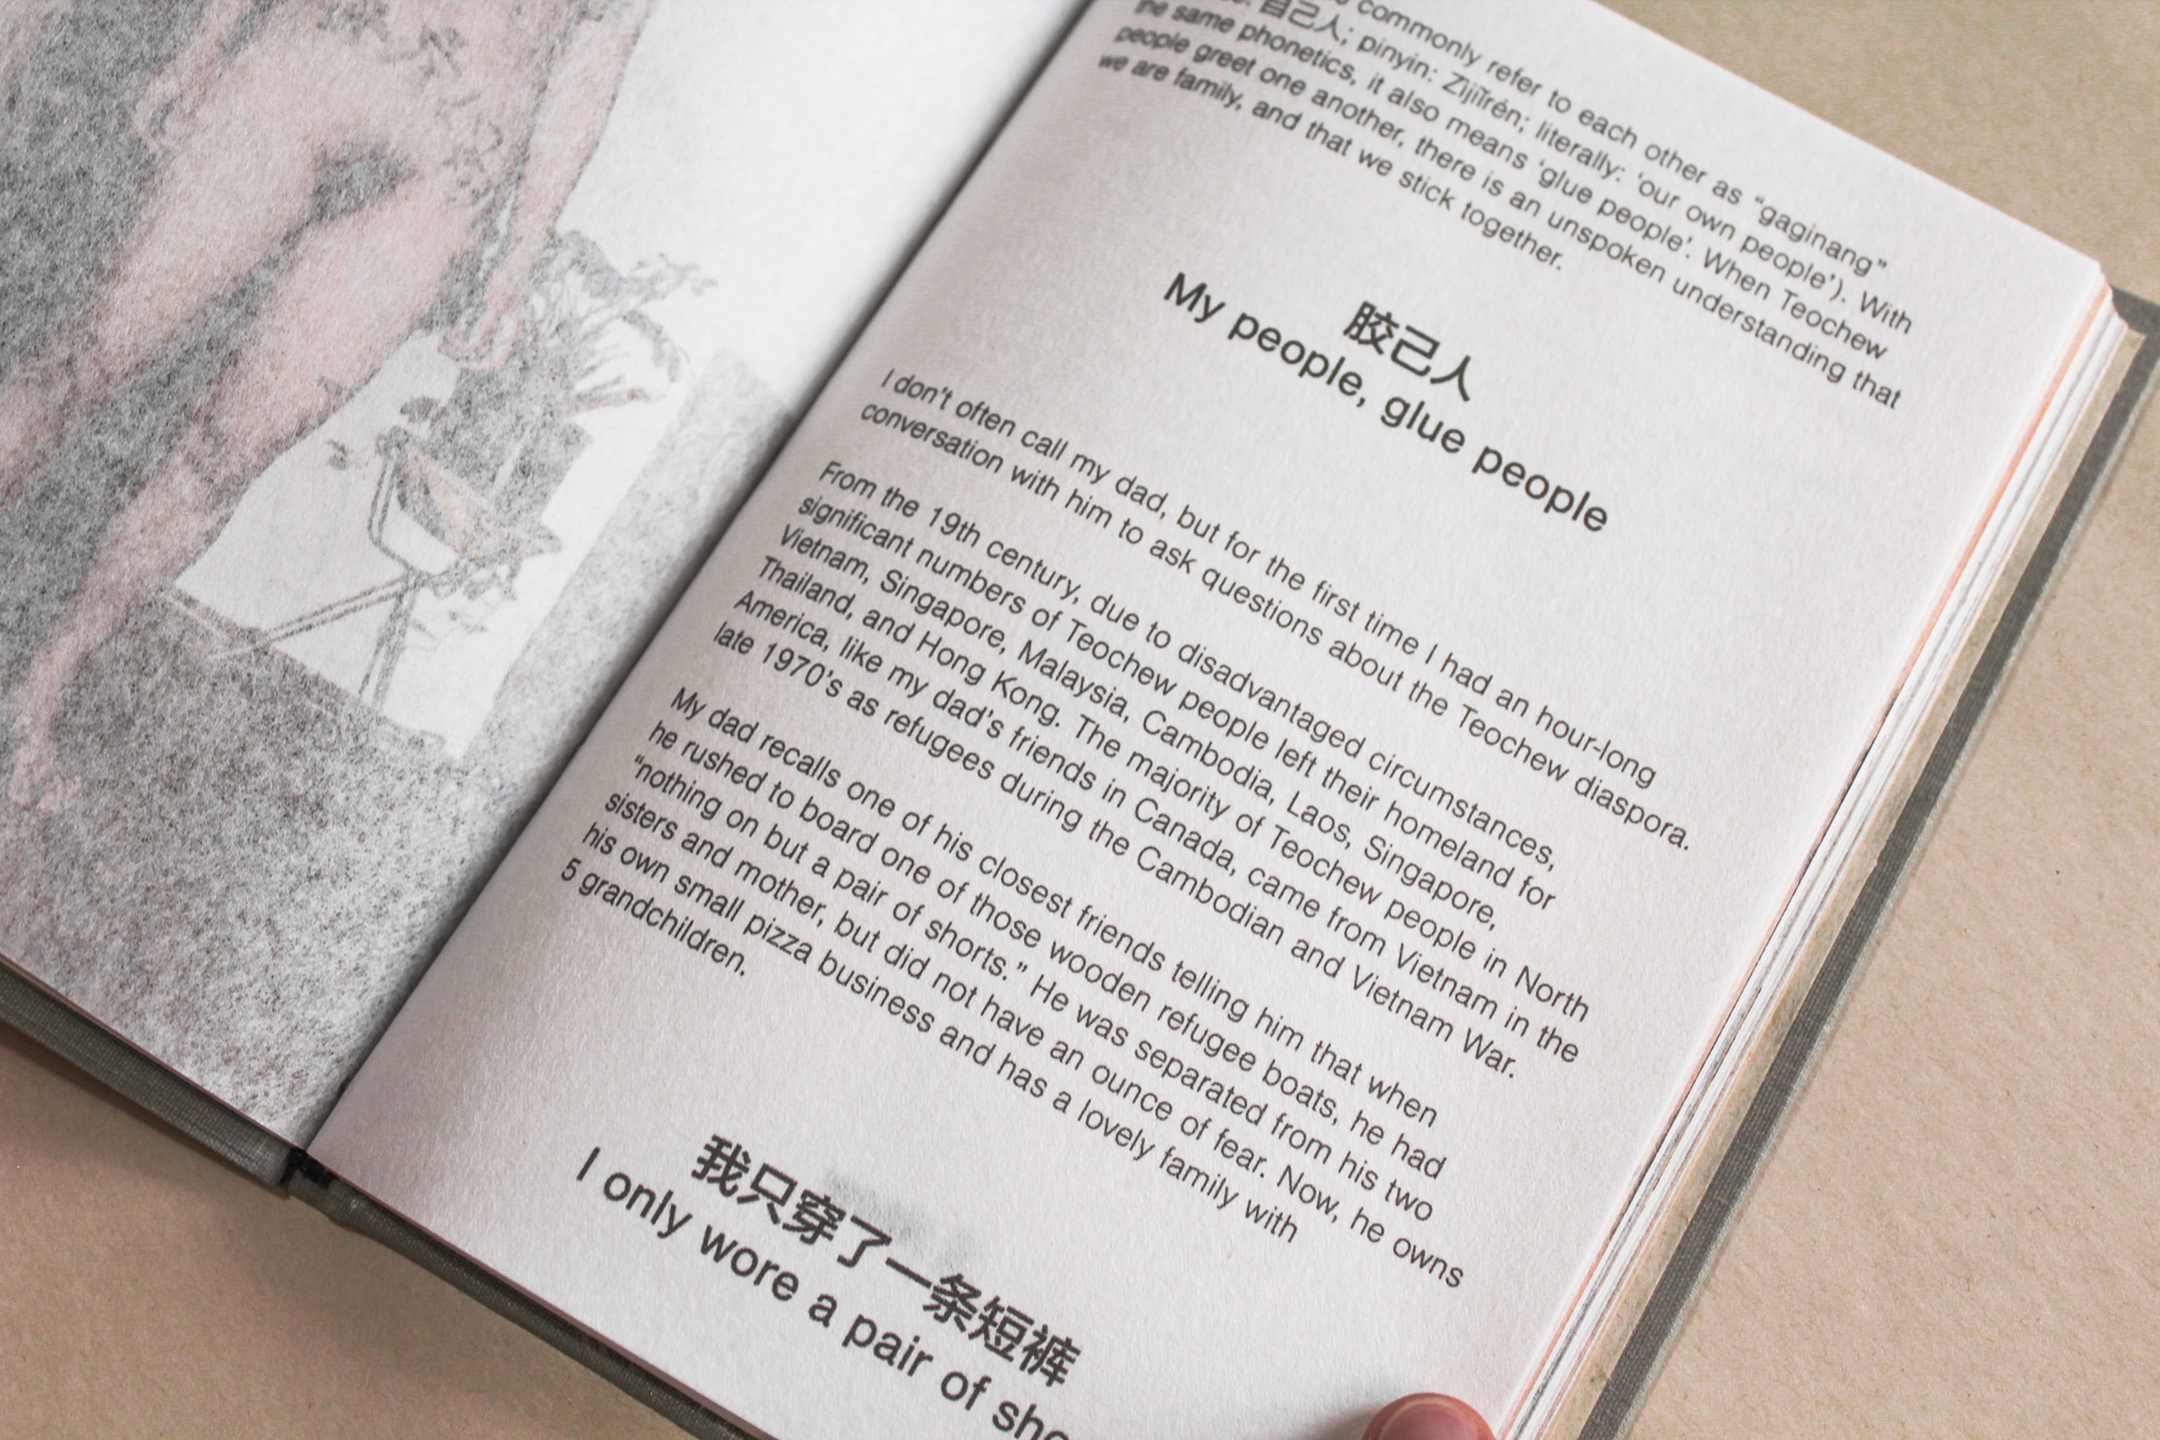 commonly refer to each other as “gaginang”
自己人; pinyin: Zìjǐrén; literally: ‘our own people’). With
the same phonetics, it also means ‘glue people’. When Teochew
people greet one another, there is an unspoken understanding that
we are family, and that we stick together.
胶己人
My people, glue people
I don't often call my dad, but for the first time I had an hour-long
conversation with him to ask questions about the Teochew diaspora.
From the 19th century, due to disadvantaged circumstances,
significant numbers of Teochew people left their homeland for
Vietnam, Singapore, Malaysia, Cambodia, Laos, Singapore,
Thailand, and Hong Kong. The majority of Teochew people in North
America, like my dad's friends in Canada, came from Vietnam in the
late 1970's as refugees during the Cambodian and Vietnam War.
My dad recalls one of his closest friends telling him that when
he rushed to board one of those wooden refugee boats, he had
“nothing on but a pair of shorts.” He was separated from his two
sisters and mother, but did not have an ounce of fear. Now, he owns
his own small pizza business and has a lovely family with
5 grandchildren.
我只穿了一条短裤
I only wore a pair of sho